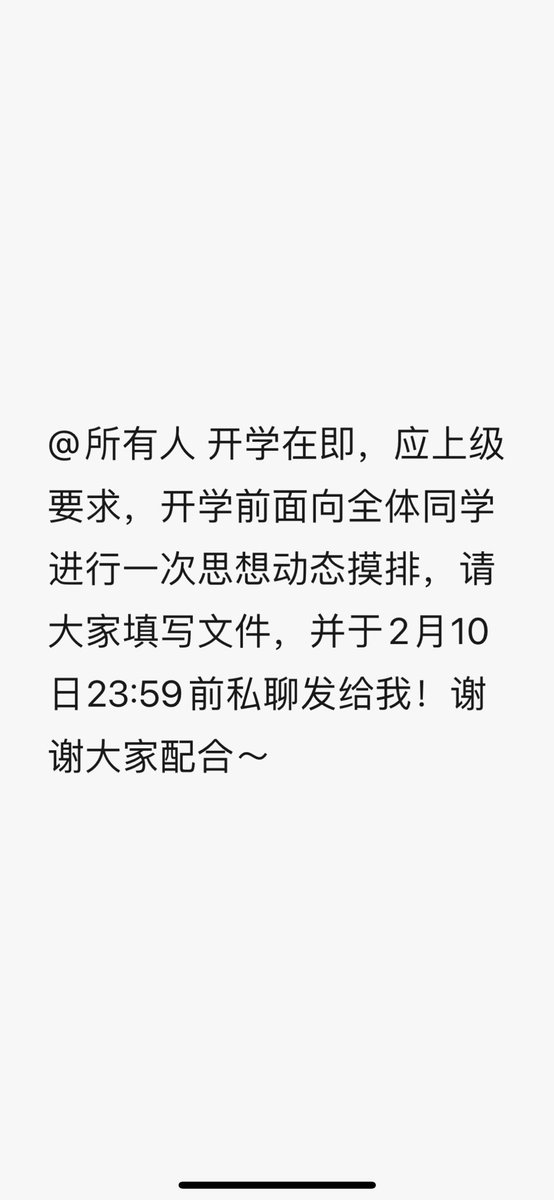 @所有人 开学在即，应上级
要求，开学前面向全体同学
进行一次思想动态摸排，请
大家填写文件，并于2月10
日23:59前私聊发给我！谢
谢大家配合～